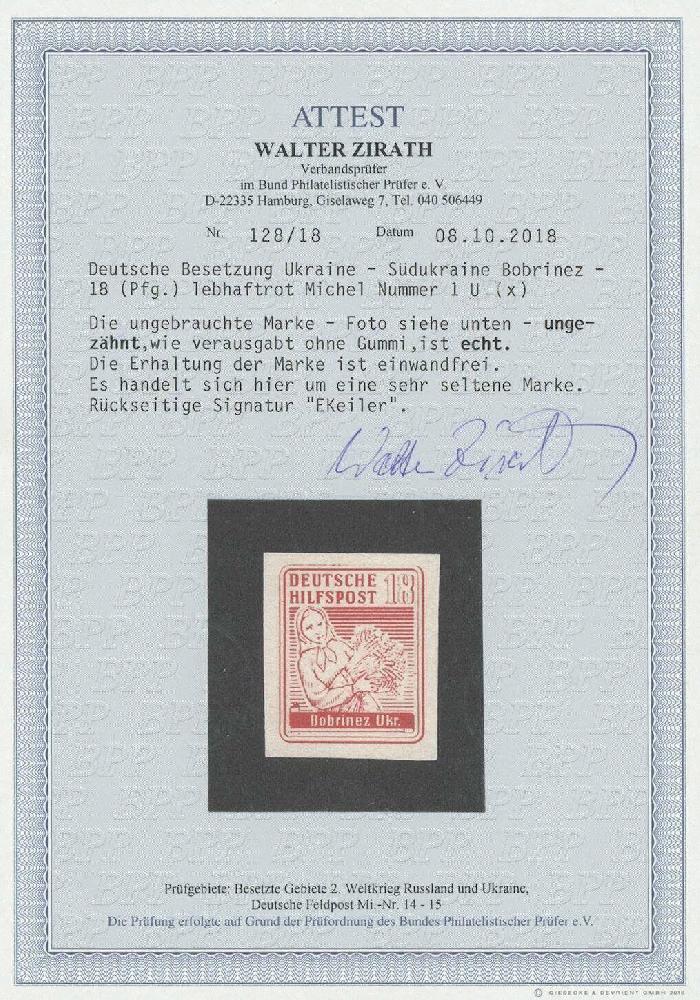 ATTEST
WALTER ZIRATH
Verbandsprüfer
im Bund Philatelistischer Prüfer e. V.
D-22335 Hamburg, Giselaweg 7, Tel. 040 506449
Nr. 128/18 Datum 08.10.2018
Deutsche Besetzung Ukraine - Südukraine Bobrinez -
18 (Pfg.) lebhaftrot Michel Nummer 1 U (x)
Die ungebrauchte Marke - Foto siehe unten - unge-
zähnt,wie verausgabt ohne Gummi,ist echt.
Die Erhaltung der Marke ist einwandfrei.
Es handelt sich hier um eine sehr seltene Marke.
Rückseitige Signatur "EKeiler".
Walter Zirath
DEUTSCHE 18
HILFSPOST
Bobrinez Ukr.
Prüfgebiete: Besetzte Gebiete 2. Weltkrieg Russland und Ukraine,
Deutsche Feldpost Mi.-Nr. 14 - 15
Die Prüfung erfolgte auf Grund der Prüfordnung des Bundes Philatelistischer Prüfer e.V.
© GIESECKE & DEVRIENT GMBH